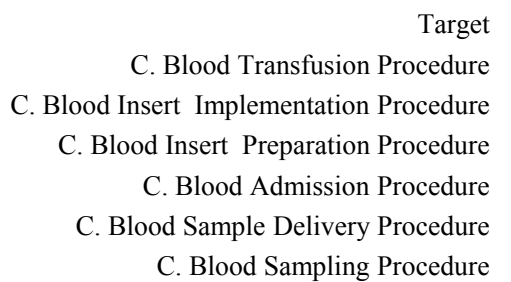 Target
C. Blood Transfusion Procedure
C. Blood Insert Implementation Procedure
C. Blood Insert Preparation Procedure
C. Blood Admission Procedure
C. Blood Sample Delivery Procedure
C. Blood Sampling Procedure